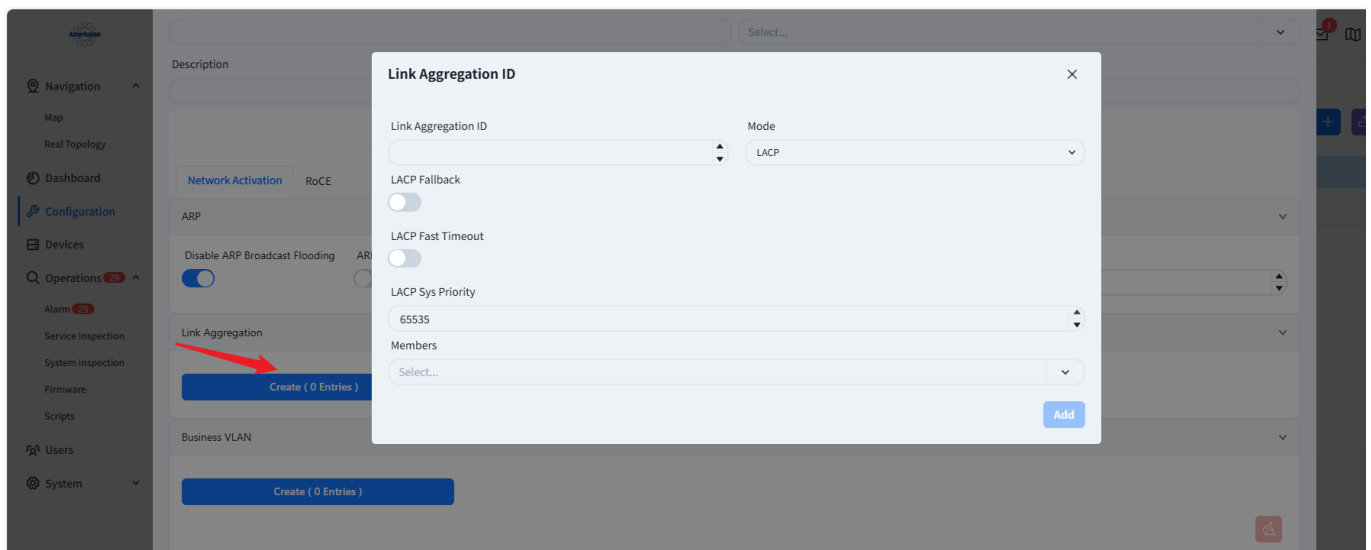 Asterfusion
Select...
1
Description
Navigation
Map
Real Topology
Dashboard
Configuration
Devices
Operations 29
Alarm 29
Service Inspection
System Inspection
Firmware
Scripts
Users
System
Network Activation RoCE
ARP
Disable ARP Broadcast Flooding
Link Aggregation
Create ( 0 Entries )
Business VLAN
Create ( 0 Entries )
Link Aggregation ID
Link Aggregation ID Mode
LACP
LACP Fallback
LACP Fast Timeout
LACP Sys Priority
65535
Members
Select...
Add